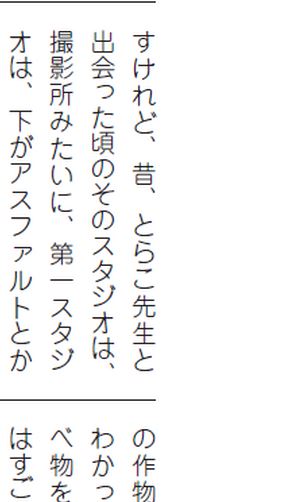 すけれど、昔、とらこ先生と
出会った頃のそのスタジオは、
撮影所みたいに、第一スタジ
オは、下がアスファルトとか
の作物
わかっ
べ物を
はすご